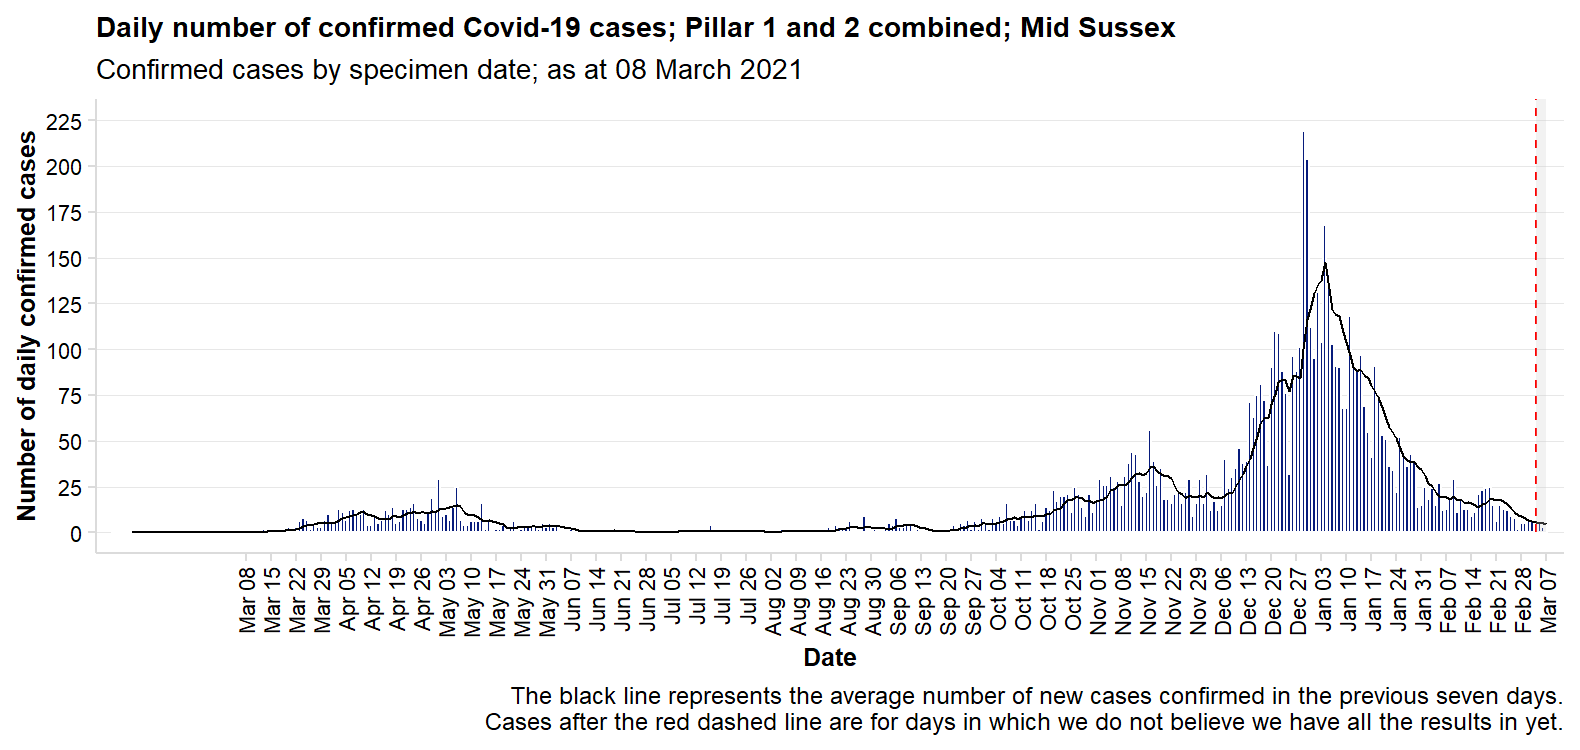 Daily number of confirmed Covid-19 cases; Pillar 1 and 2 combined; Mid Sussex
Confirmed cases by specimen date; as at 08 March 2021
Number of daily confirmed cases
225
200
175
150
125
100
75
50
25
0
Mar 08
Mar 15
Mar 22
Mar 29
Apr 05
Apr 12
Apr 19
Apr 26
May 03
May 10
May 17
May 24
May 31
Jun 07
Jun 14
Jun 21
Jun 28
Jul 05
Jul 12
Jul 19
Jul 26
Aug 02
Aug 09
Aug 16
Aug 23
Aug 30
Sep 06
Sep 13
Sep 20
Sep 27
Oct 04
Oct 11
Oct 18
Oct 25
Nov 01
Nov 08
Nov 15
Nov 22
Nov 29
Dec 06
Dec 13
Dec 20
Dec 27
Jan 03
Jan 10
Jan 17
Jan 24
Jan 31
Feb 07
Feb 14
Feb 21
Feb 28
Mar 07
Date
The black line represents the average number of new cases confirmed in the previous seven days.
Cases after the red dashed line are for days in which we do not believe we have all the results in yet.